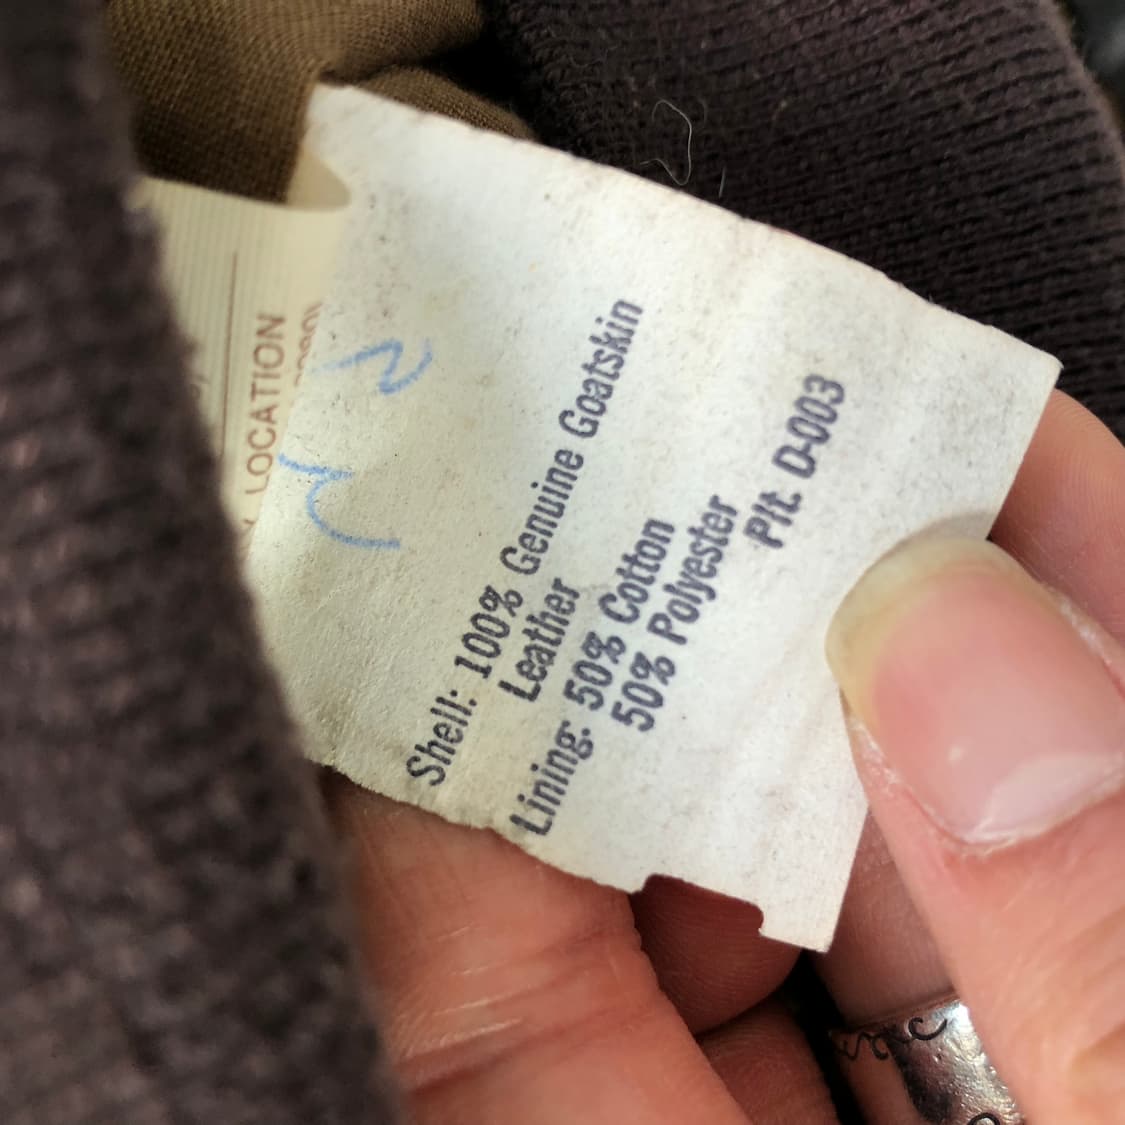 Shell: 100% Genuine Goatskin
Leather
Lining: 50% Cotton
50% Polyester
Plt. D-003
LOCATION